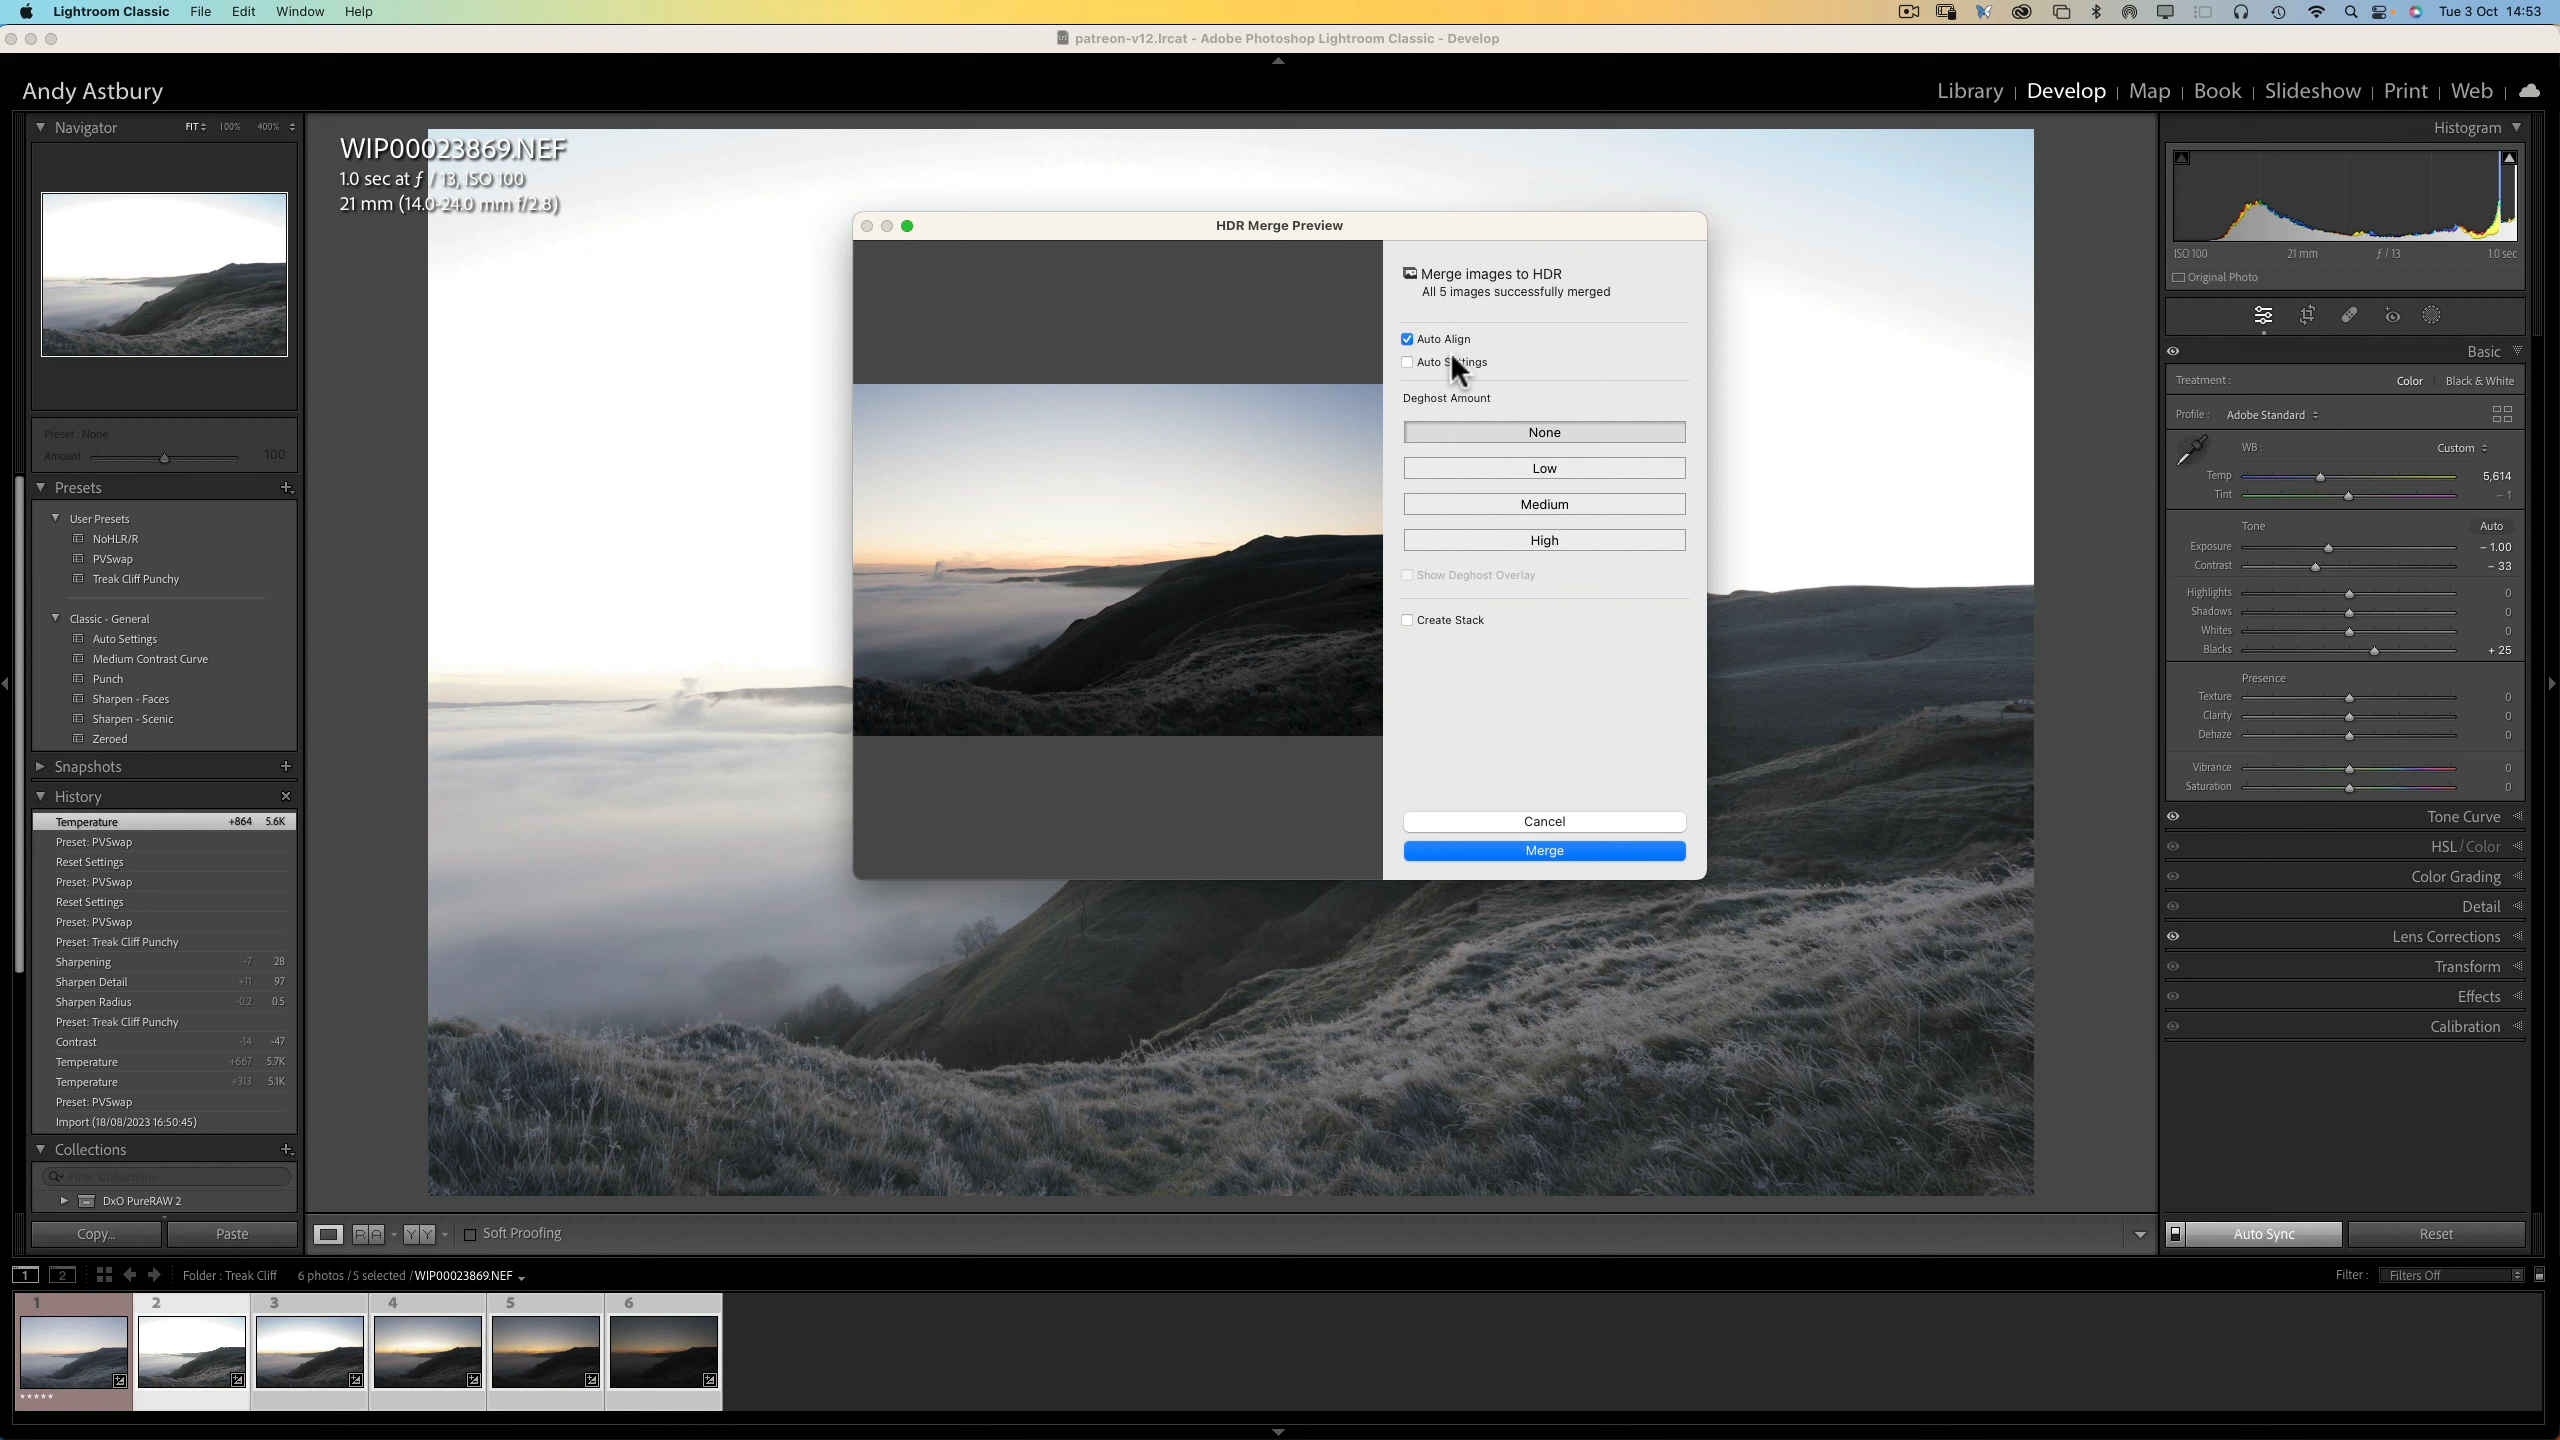 Lightroom Classic File Edit Window Help
Tue 3 Oct 14:53
patreon-v12.lrcat - Adobe Photoshop Lightroom Classic - Develop
Andy Astbury
Library | Develop | Map | Book | Slideshow | Print | Web
Navigator FIT 100% 400%
Preset : None
Amount 100
Presets
User Presets
NoHLR/R
PVSwap
Treak Cliff Punchy
Classic - General
Auto Settings
Medium Contrast Curve
Punch
Sharpen - Faces
Sharpen - Scenic
Zeroed
Snapshots
History
Temperature +864 5.6K
Preset: PVSwap
Reset Settings
Preset: PVSwap
Reset Settings
Preset: PVSwap
Preset: Treak Cliff Punchy
Sharpening -7 28
Sharpen Detail +11 97
Sharpen Radius -0.2 0.5
Preset: Treak Cliff Punchy
Contrast -14 -47
Temperature +667 5.7K
Temperature +313 5.1K
Preset: PVSwap
Import (18/08/2023 16:50:45)
Collections
Filter Collections
DxO PureRAW 2
Copy... Paste
WIP00023869.NEF
1.0 sec at ƒ / 13, ISO 100
21 mm (14.0-24.0 mm f/2.8)
HDR Merge Preview
Merge images to HDR
All 5 images successfully merged
Auto Align
Auto Settings
Deghost Amount
None
Low
Medium
High
Show Deghost Overlay
Create Stack
Cancel
Merge
R A Y Y Soft Proofing
Histogram
ISO 100 21 mm ƒ / 13 1.0 sec
Original Photo
Basic
Treatment : Color Black & White
Profile : Adobe Standard
WB : Custom
Temp 5,614
Tint – 1
Tone Auto
Exposure – 1.00
Contrast – 33
Highlights 0
Shadows 0
Whites 0
Blacks + 25
Presence
Texture 0
Clarity 0
Dehaze 0
Vibrance 0
Saturation 0
Tone Curve
HSL / Color
Color Grading
Detail
Lens Corrections
Transform
Effects
Calibration
Auto Sync Reset
1 2 Folder : Treak Cliff 6 photos / 5 selected / WIP00023869.NEF
Filter : Filters Off
1 2 3 4 5 6